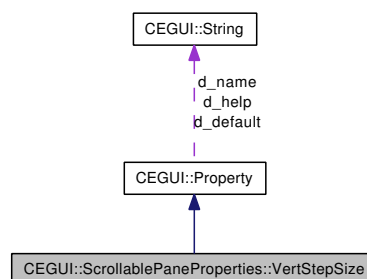 CEGUI::String
d_name
d_help
d_default
CEGUI::Property
CEGUI::ScrollablePaneProperties::VertStepSize